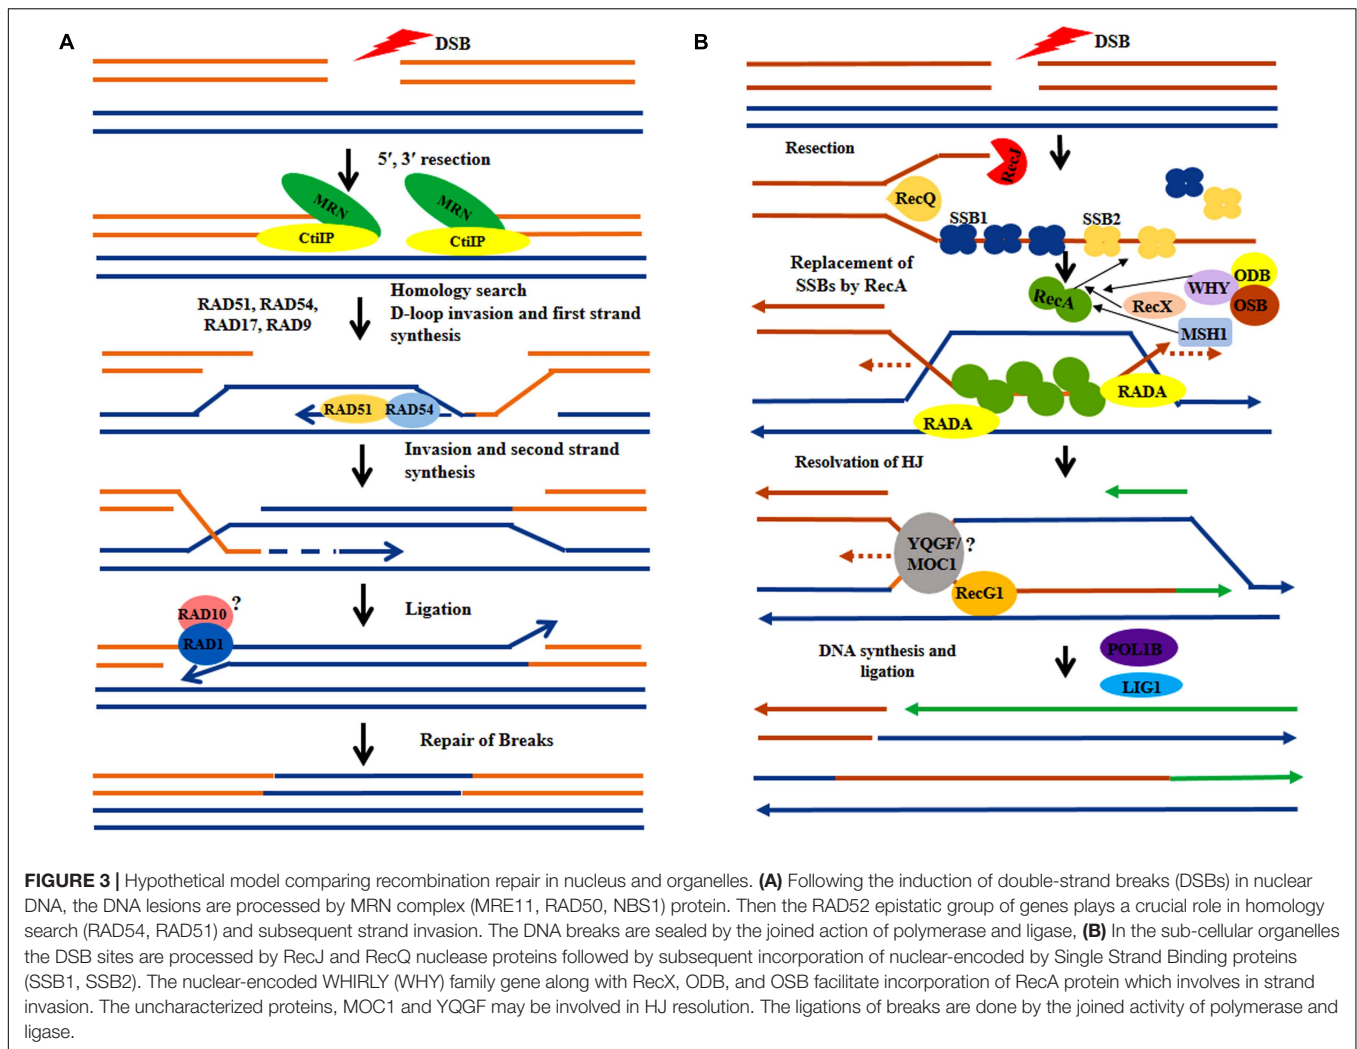 A
DSB
5′, 3′ resection
MRN
MRN
CtiIP
CtiIP
RAD51, RAD54,
RAD17, RAD9
Homology search
D-loop invasion and first strand
synthesis
RAD51
RAD54
Invasion and second strand
synthesis
Ligation
RAD10
?
RAD1
Repair of Breaks
B
DSB
Resection
RecJ
RecQ
SSB1
SSB2
Replacement of
SSBs by RecA
RecA
RecX
WHY
ODB
OSB
MSH1
RADA
RADA
Resolvation of HJ
YQGF/
MOC1
?
RecG1
DNA synthesis and
ligation
POL1B
LIG1
FIGURE 3 | Hypothetical model comparing recombination repair in nucleus and organelles. (A) Following the induction of double-strand breaks (DSBs) in nuclear
DNA, the DNA lesions are processed by MRN complex (MRE11, RAD50, NBS1) protein. Then the RAD52 epistatic group of genes plays a crucial role in homology
search (RAD54, RAD51) and subsequent strand invasion. The DNA breaks are sealed by the joined action of polymerase and ligase, (B) In the sub-cellular organelles
the DSB sites are processed by RecJ and RecQ nuclease proteins followed by subsequent incorporation of nuclear-encoded by Single Strand Binding proteins
(SSB1, SSB2). The nuclear-encoded WHIRLY (WHY) family gene along with RecX, ODB, and OSB facilitate incorporation of RecA protein which involves in strand
invasion. The uncharacterized proteins, MOC1 and YQGF may be involved in HJ resolution. The ligations of breaks are done by the joined activity of polymerase and
ligase.